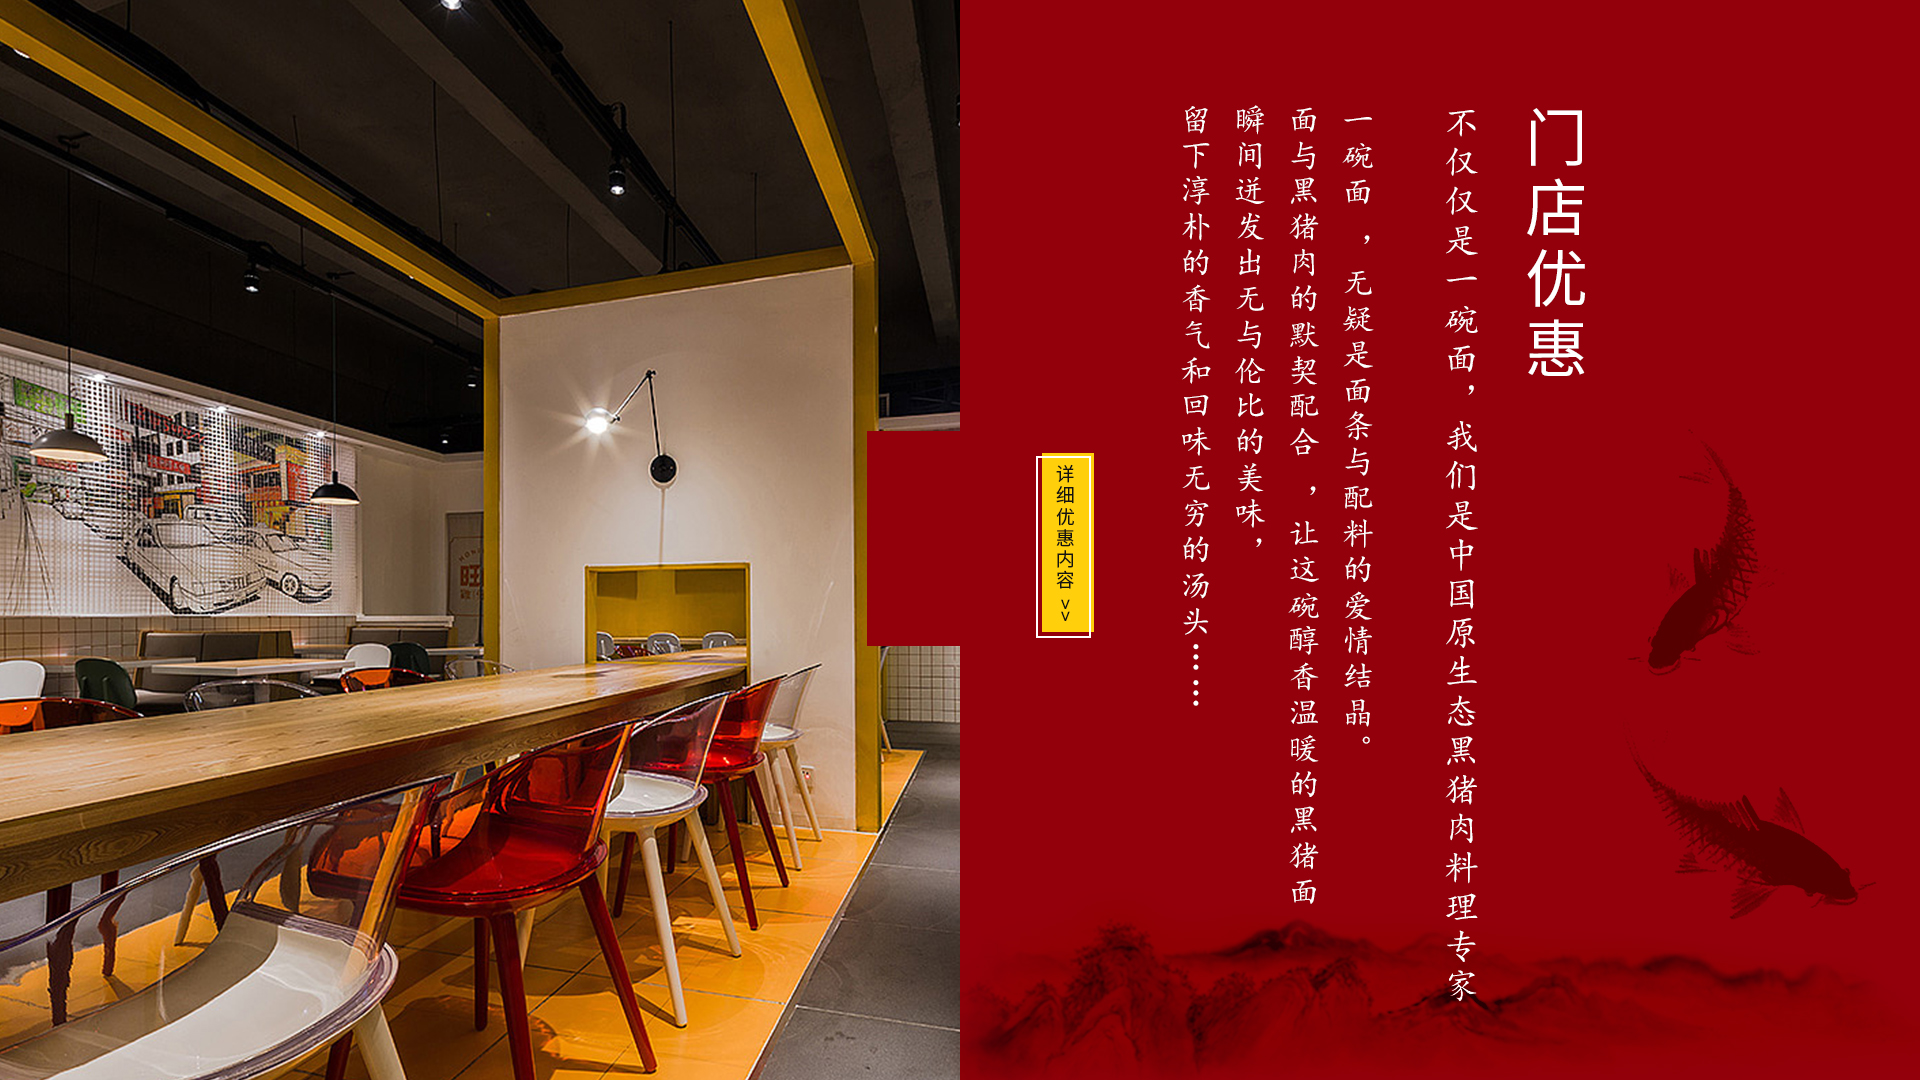 门店优惠
不仅仅是一碗面，我们是中国原生态黑猪肉料理专家
一碗面，无疑是面条与配料的爱情结晶。
面与黑猪肉的默契配合，让这碗醇香温暖的黑猪面
瞬间迸发出无与伦比的美味，
留下淳朴的香气和回味无穷的汤头……
详细优惠内容 >>